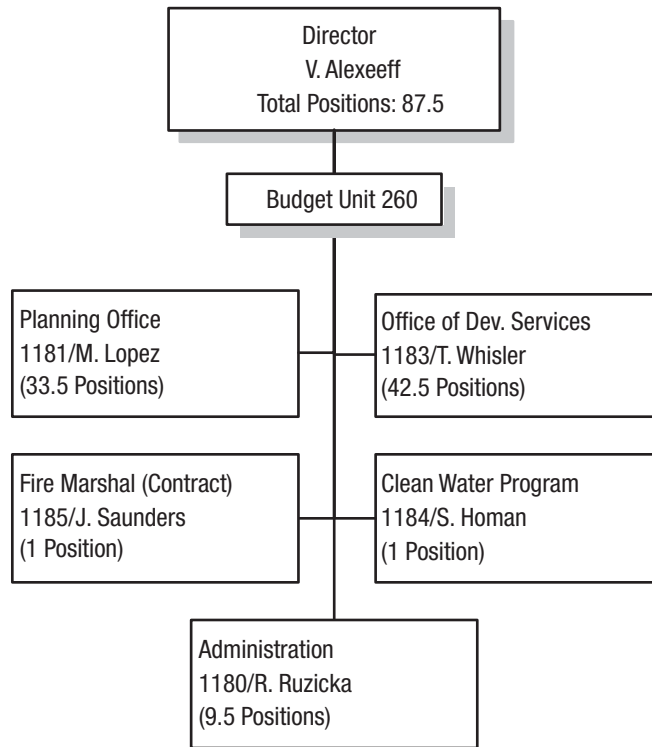 Director
V. Alexeeff
Total Positions: 87.5
Budget Unit 260
Planning Office
1181/M. Lopez
(33.5 Positions)
Office of Dev. Services
1183/T. Whisler
(42.5 Positions)
Fire Marshal (Contract)
1185/J. Saunders
(1 Position)
Clean Water Program
1184/S. Homan
(1 Position)
Administration
1180/R. Ruzicka
(9.5 Positions)